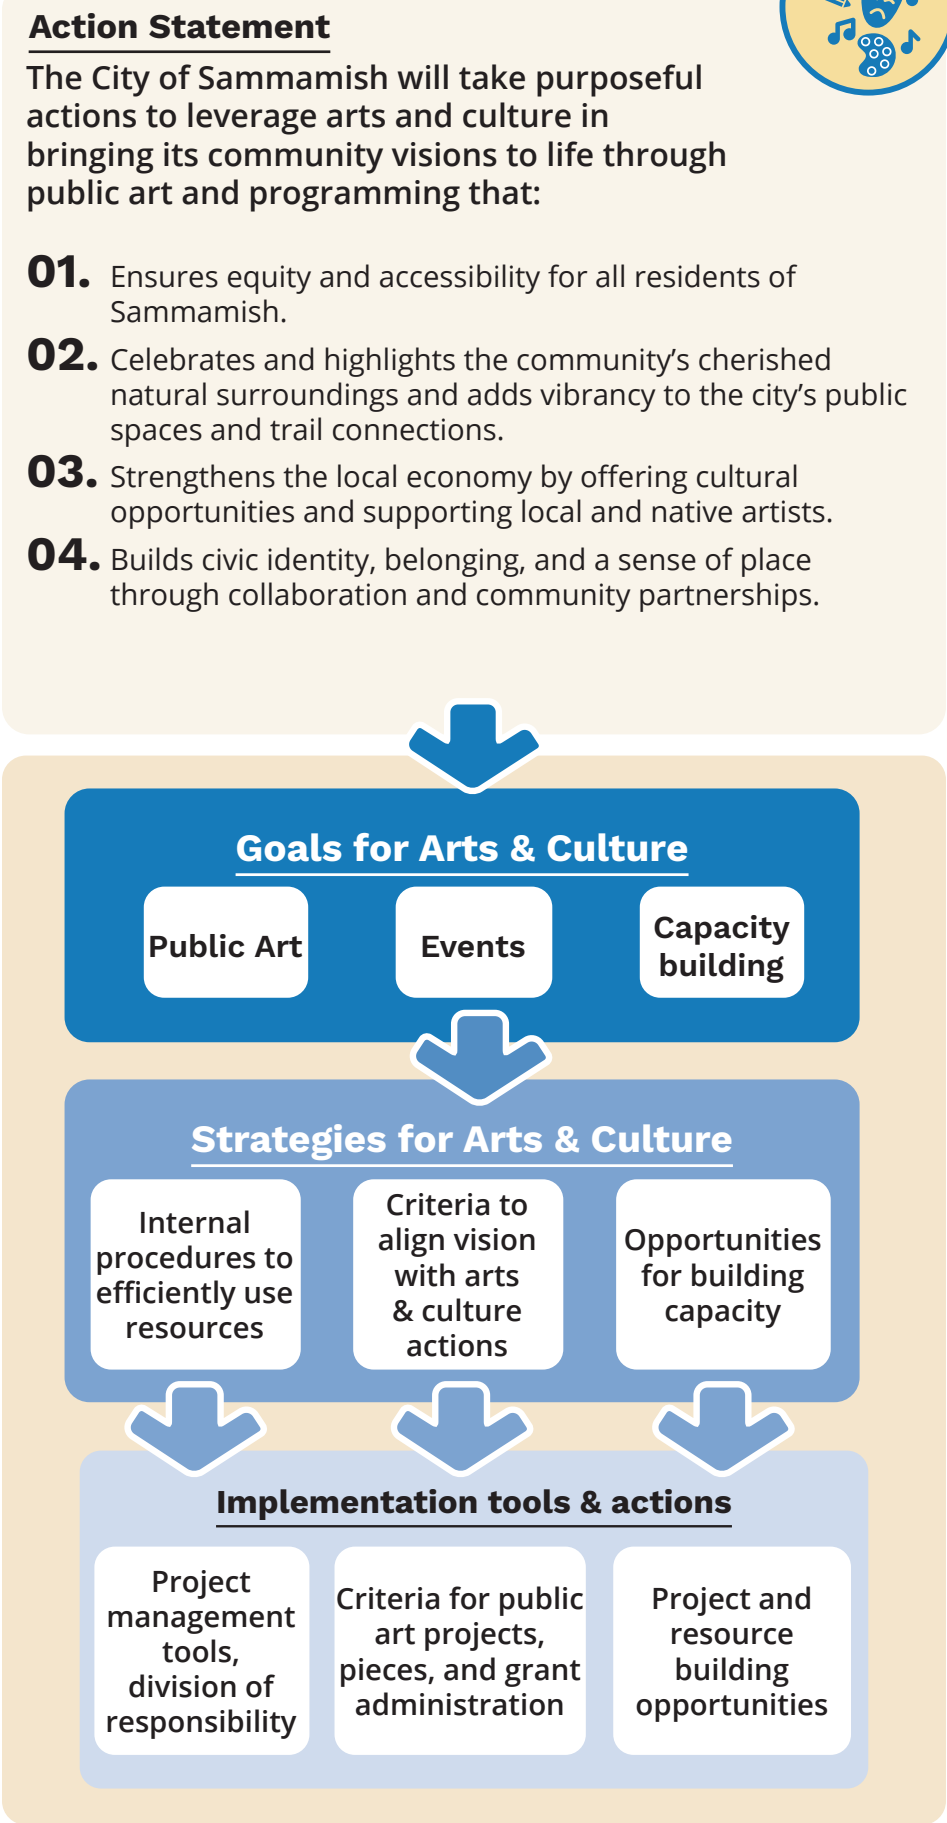 Action Statement
The City of Sammamish will take purposeful
actions to leverage arts and culture in
bringing its community visions to life through
public art and programming that:
01. Ensures equity and accessibility for all residents of
Sammamish.
02. Celebrates and highlights the community’s cherished
natural surroundings and adds vibrancy to the city’s public
spaces and trail connections.
03. Strengthens the local economy by offering cultural
opportunities and supporting local and native artists.
04. Builds civic identity, belonging, and a sense of place
through collaboration and community partnerships.
Goals for Arts & Culture
Public Art
Events
Capacity
building
Strategies for Arts & Culture
Internal
procedures to
efficiently use
resources
Criteria to
align vision
with arts
& culture
actions
Opportunities
for building
capacity
Implementation tools & actions
Project
management
tools,
division of
responsibility
Criteria for public
art projects,
pieces, and grant
administration
Project and
resource
building
opportunities